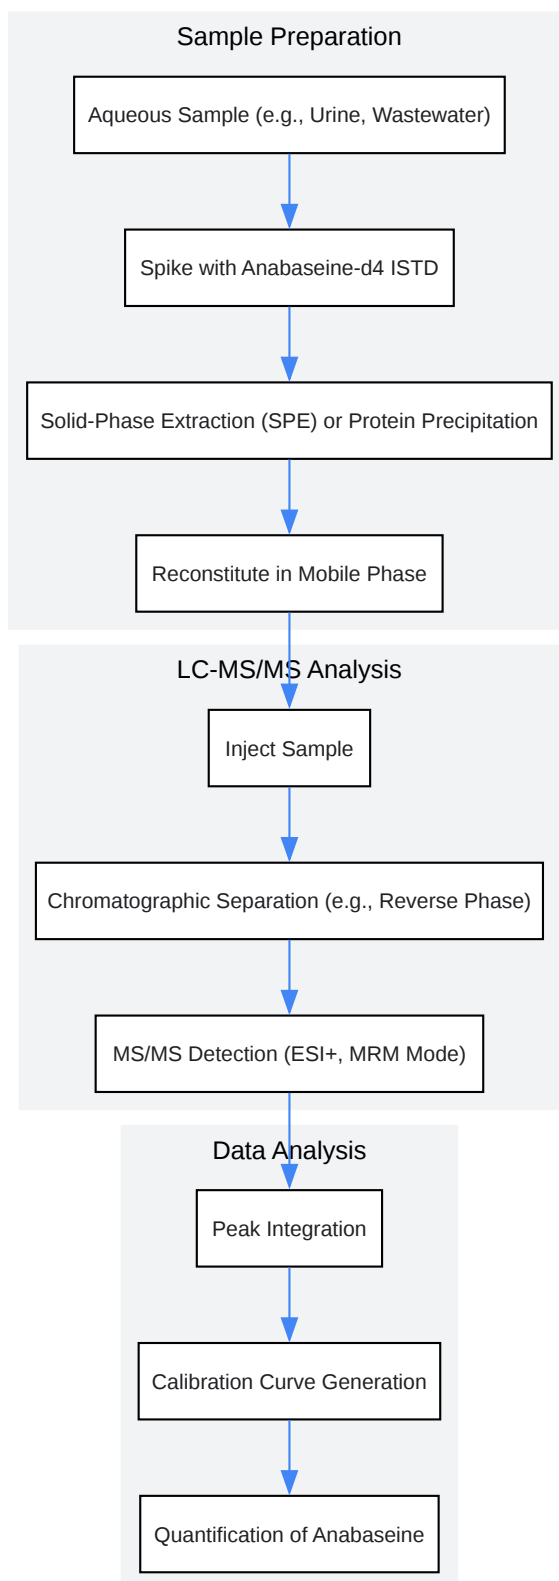 Sample Preparation
Aqueous Sample (e.g., Urine, Wastewater)
Spike with Anabaseine-d4 ISTD
Solid-Phase Extraction (SPE) or Protein Precipitation
Reconstitute in Mobile Phase
LC-MS/MS Analysis
Inject Sample
Chromatographic Separation (e.g., Reverse Phase)
MS/MS Detection (ESI+, MRM Mode)
Data Analysis
Peak Integration
Calibration Curve Generation
Quantification of Anabaseine